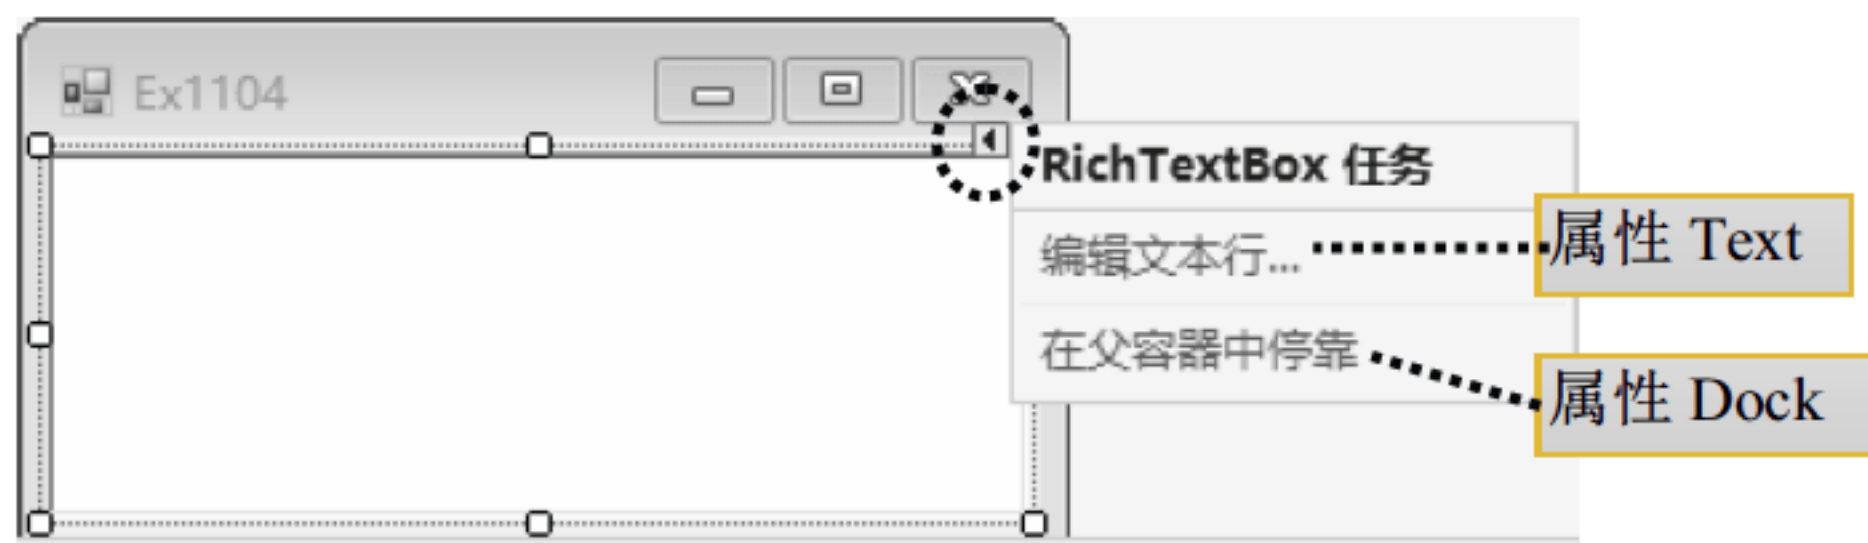 Ex1104
RichTextBox 任务
编辑文本行...
属性 Text
在父容器中停靠
属性 Dock